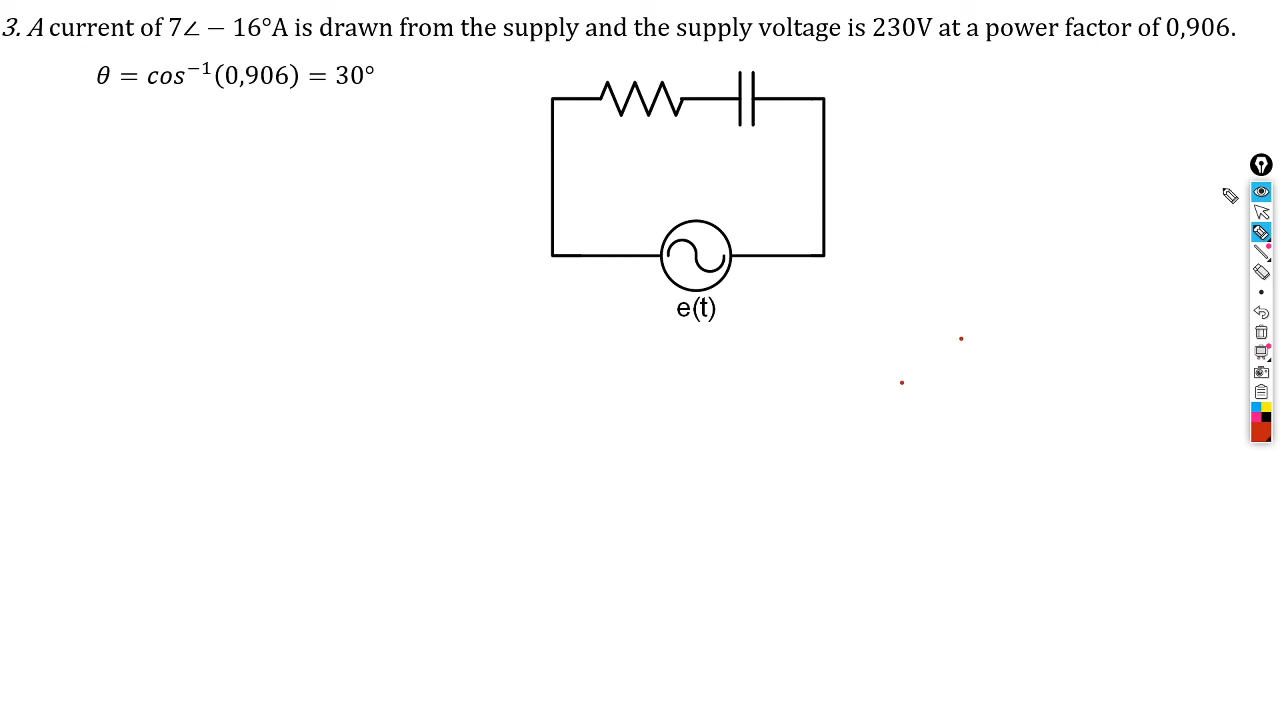 3. A current of 7∠ − 16°A is drawn from the supply and the supply voltage is 230V at a power factor of 0,906.
θ = cos⁻¹(0,906) = 30°
e(t)